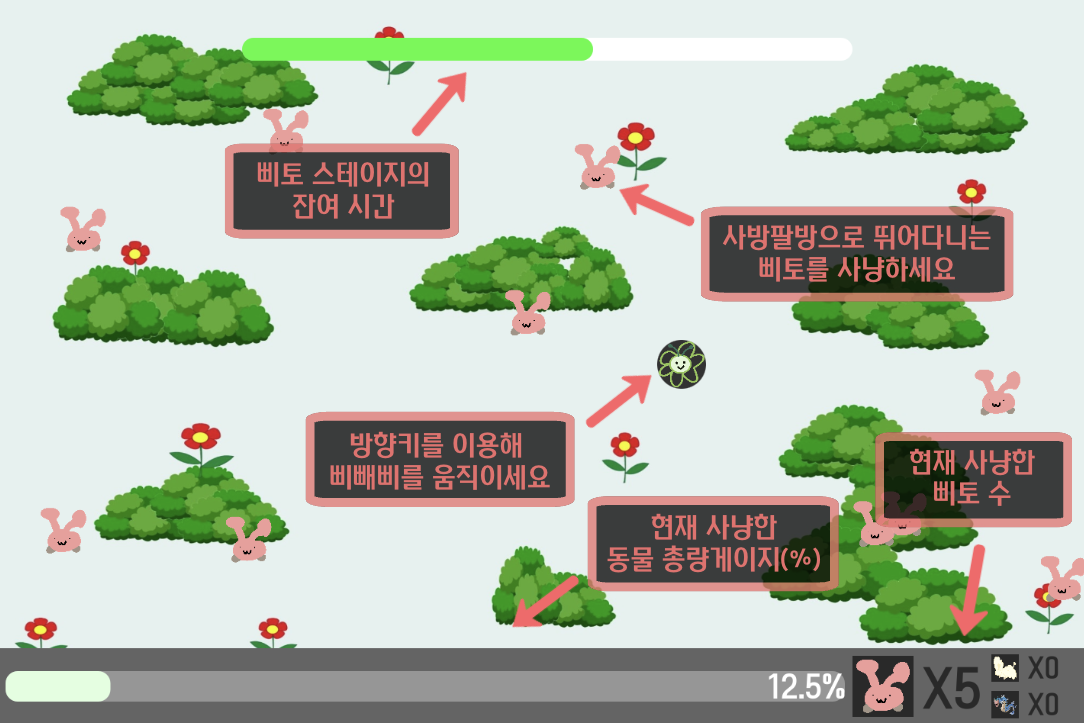 삐토 스테이지의
잔여 시간
사방팔방으로 뛰어다니는
삐토를 사냥하세요
방향키를 이용해
삐빼삐를 움직이세요
현재 사냥한
삐토 수
현재 사냥한
동물 총량게이지(%)
12.5%
X5
X0
X0